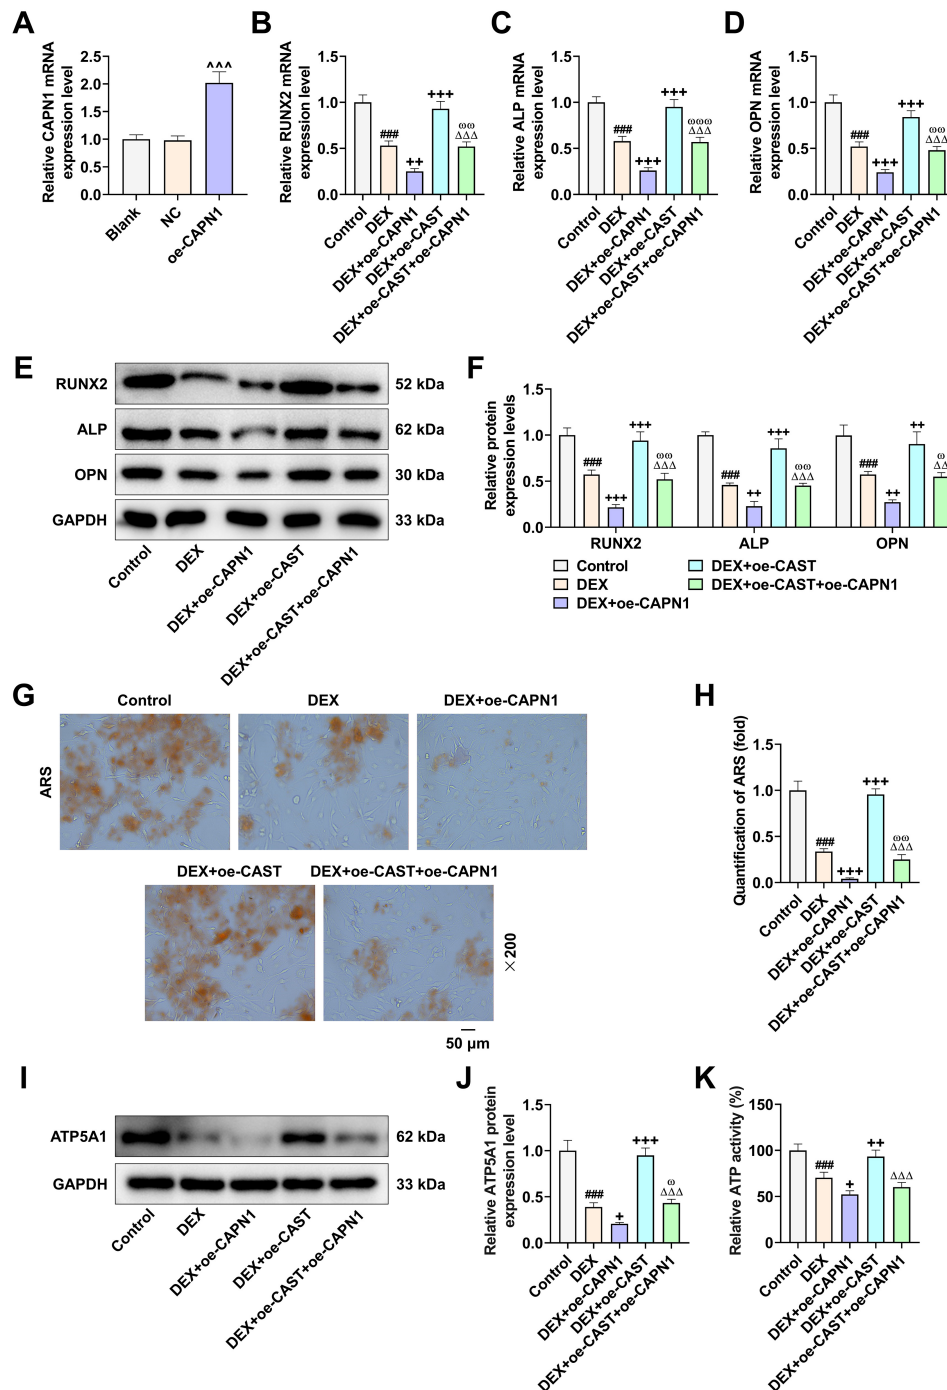 A
Relative CAPN1 mRNA
expression level
2.5
2.0
1.5
1.0
0.5
0.0
^^^
Blank
NC
oe-CAPN1
B
Relative RUNX2 mRNA
expression level
1.5
1.0
0.5
0.0
###
++
+++
ωω
ΔΔΔ
Control
DEX
DEX+oe-CAPN1
DEX+oe-CAST
DEX+oe-CAST+oe-CAPN1
C
Relative ALP mRNA
expression level
1.5
1.0
0.5
0.0
###
+++
+++
ωωω
ΔΔΔ
Control
DEX
DEX+oe-CAPN1
DEX+oe-CAST
DEX+oe-CAST+oe-CAPN1
D
Relative OPN mRNA
expression level
1.5
1.0
0.5
0.0
###
+++
+++
ωω
ΔΔΔ
Control
DEX
DEX+oe-CAPN1
DEX+oe-CAST
DEX+oe-CAST+oe-CAPN1
E
RUNX2
52 kDa
ALP
62 kDa
OPN
30 kDa
GAPDH
33 kDa
Control
DEX
DEX+oe-CAPN1
DEX+oe-CAST
DEX+oe-CAST+oe-CAPN1
F
Relative protein
expression levels
1.5
1.0
0.5
0.0
###
+++
+++
ωω
ΔΔΔ
###
++
+++
ωω
ΔΔΔ
###
++
++
ω
ΔΔ
RUNX2
ALP
OPN
Control
DEX
DEX+oe-CAPN1
DEX+oe-CAST
DEX+oe-CAST+oe-CAPN1
G
Control
DEX
DEX+oe-CAPN1
ARS
DEX+oe-CAST
DEX+oe-CAST+oe-CAPN1
×200
50 μm
H
Quantification of ARS (fold)
1.5
1.0
0.5
0.0
###
+++
+++
ωω
ΔΔΔ
Control
DEX
DEX+oe-CAPN1
DEX+oe-CAST
DEX+oe-CAST+oe-CAPN1
I
ATP5A1
62 kDa
GAPDH
33 kDa
Control
DEX
DEX+oe-CAPN1
DEX+oe-CAST
DEX+oe-CAST+oe-CAPN1
J
Relative ATP5A1 protein
expression level
1.5
1.0
0.5
0.0
###
+
+++
ω
ΔΔΔ
Control
DEX
DEX+oe-CAPN1
DEX+oe-CAST
DEX+oe-CAST+oe-CAPN1
K
Relative ATP activity (%)
150
100
50
0
###
+
++
ΔΔΔ
Control
DEX
DEX+oe-CAPN1
DEX+oe-CAST
DEX+oe-CAST+oe-CAPN1